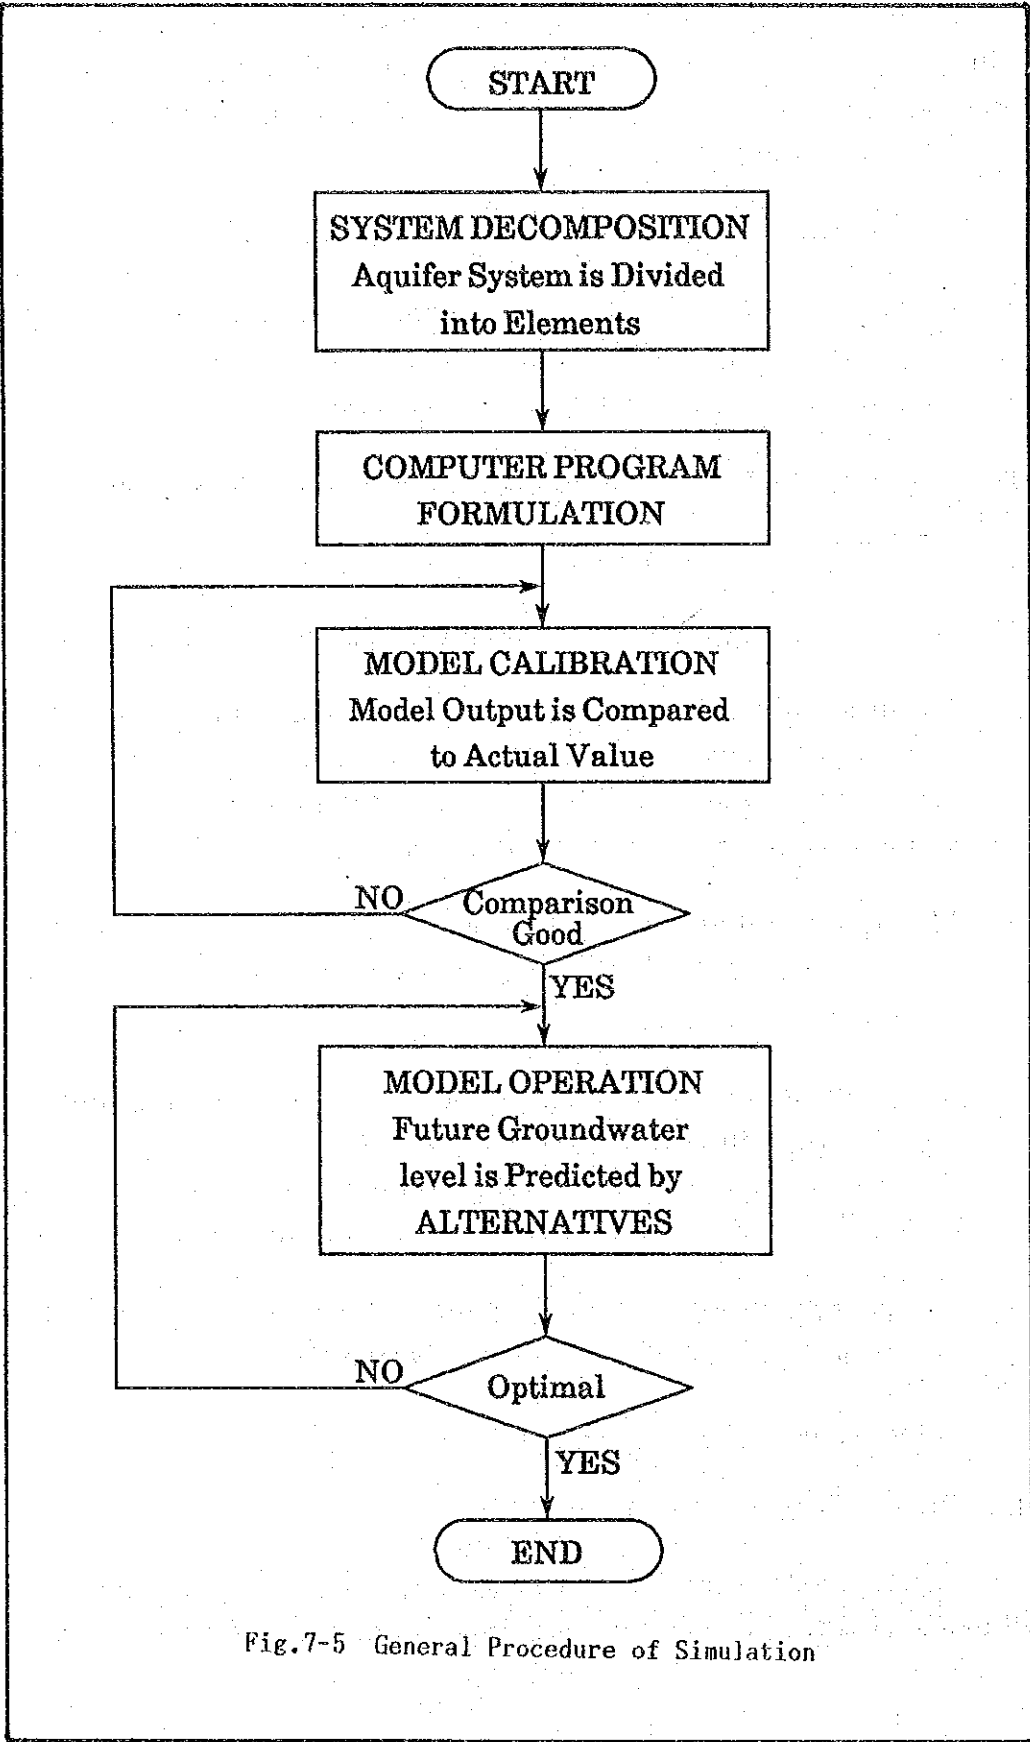 START
SYSTEM DECOMPOSITION
Aquifer System is Divided
into Elements
COMPUTER PROGRAM
FORMULATION
MODEL CALIBRATION
Model Output is Compared
to Actual Value
NO
Comparison
Good
YES
MODEL OPERATION
Future Groundwater
level is Predicted by
ALTERNATIVES
NO
Optimal
YES
END
Fig.7-5 General Procedure of Simulation